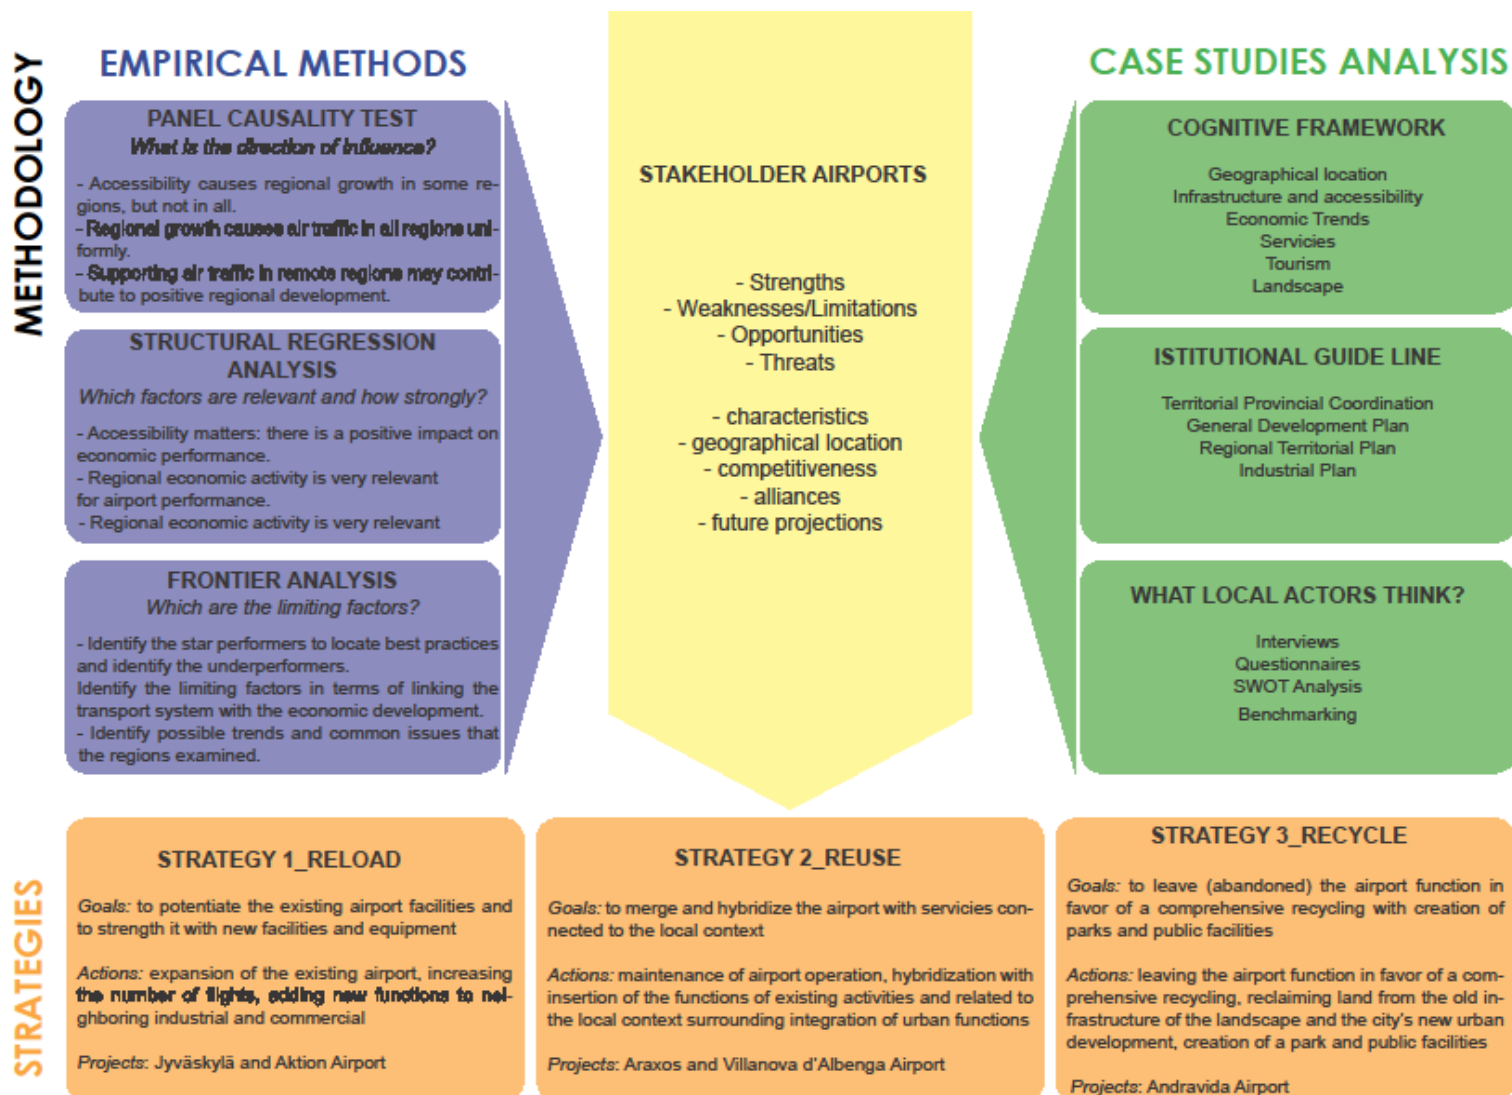 METHODOLOGY
EMPIRICAL METHODS
PANEL CAUSALITY TEST
What is the direction of influence?
- Accessibility causes regional growth in some re-
gions, but not in all.
- Regional growth causes air traffic in all regions uni-
formly.
- Supporting air traffic in remote regions may contri-
bute to positive regional development.
STRUCTURAL REGRESSION
ANALYSIS
Which factors are relevant and how strongly?
- Accessibility matters: there is a positive impact on
economic performance.
- Regional economic activity is very relevant
for airport performance.
- Regional economic activity is very relevant
FRONTIER ANALYSIS
Which are the limiting factors?
- Identify the star performers to locate best practices
and identify the underperformers.
Identify the limiting factors in terms of linking the
transport system with the economic development.
- Identify possible trends and common issues that
the regions examined.
STAKEHOLDER AIRPORTS
- Strengths
- Weaknesses/Limitations
- Opportunities
- Threats
- characteristics
- geographical location
- competitiveness
- alliances
- future projections
CASE STUDIES ANALYSIS
COGNITIVE FRAMEWORK
Geographical location
Infrastructure and accessibility
Economic Trends
Servicies
Tourism
Landscape
ISTITUTIONAL GUIDE LINE
Territorial Provincial Coordination
General Development Plan
Regional Territorial Plan
Industrial Plan
WHAT LOCAL ACTORS THINK?
Interviews
Questionnaires
SWOT Analysis
Benchmarking
STRATEGIES
STRATEGY 1_RELOAD
Goals: to potentiate the existing airport facilities and
to strength it with new facilities and equipment
Actions: expansion of the existing airport, increasing
the number of flights, adding new functions to nei-
ghboring industrial and commercial
Projects: Jyväskylä and Aktion Airport
STRATEGY 2_REUSE
Goals: to merge and hybridize the airport with servicies con-
nected to the local context
Actions: maintenance of airport operation, hybridization with
insertion of the functions of existing activities and related to
the local context surrounding integration of urban functions
Projects: Araxos and Villanova d'Albenga Airport
STRATEGY 3_RECYCLE
Goals: to leave (abandoned) the airport function in
favor of a comprehensive recycling with creation of
parks and public facilities
Actions: leaving the airport function in favor of a com-
prehensive recycling, reclaiming land from the old in-
frastructure of the landscape and the city's new urban
development, creation of a park and public facilities
Projects: Andravida Airport